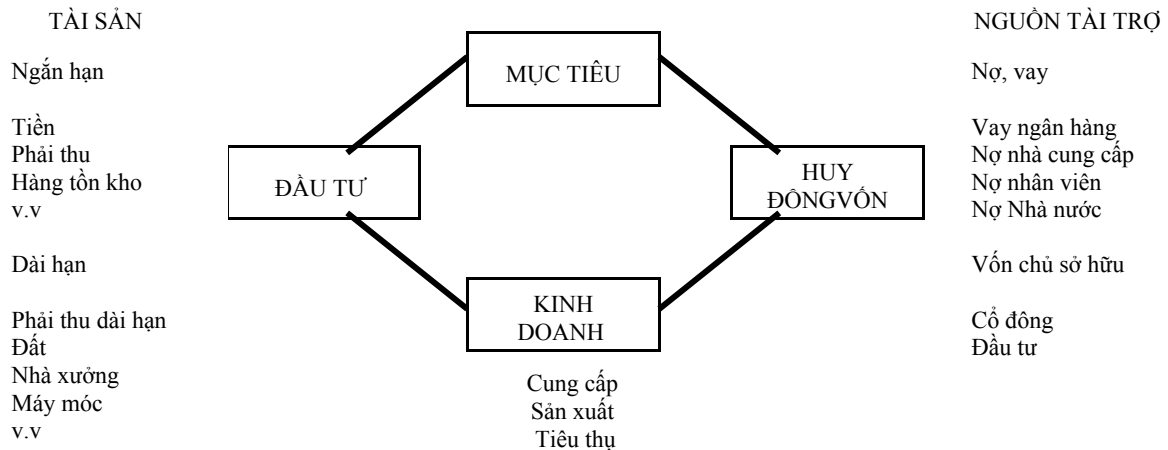 TÀI SẢN
Ngắn hạn
Tiền
Phải thu
Hàng tồn kho
v.v
Dài hạn
Phải thu dài hạn
Đất
Nhà xưởng
Máy móc
v.v
MỤC TIÊU
ĐẦU TƯ
HUY
ĐÔNGVỐN
KINH
DOANH
Cung cấp
Sản xuất
Tiêu thụ
NGUỒN TÀI TRỢ
Nợ, vay
Vay ngân hàng
Nợ nhà cung cấp
Nợ nhân viên
Nợ Nhà nước
Vốn chủ sở hữu
Cổ đông
Đầu tư